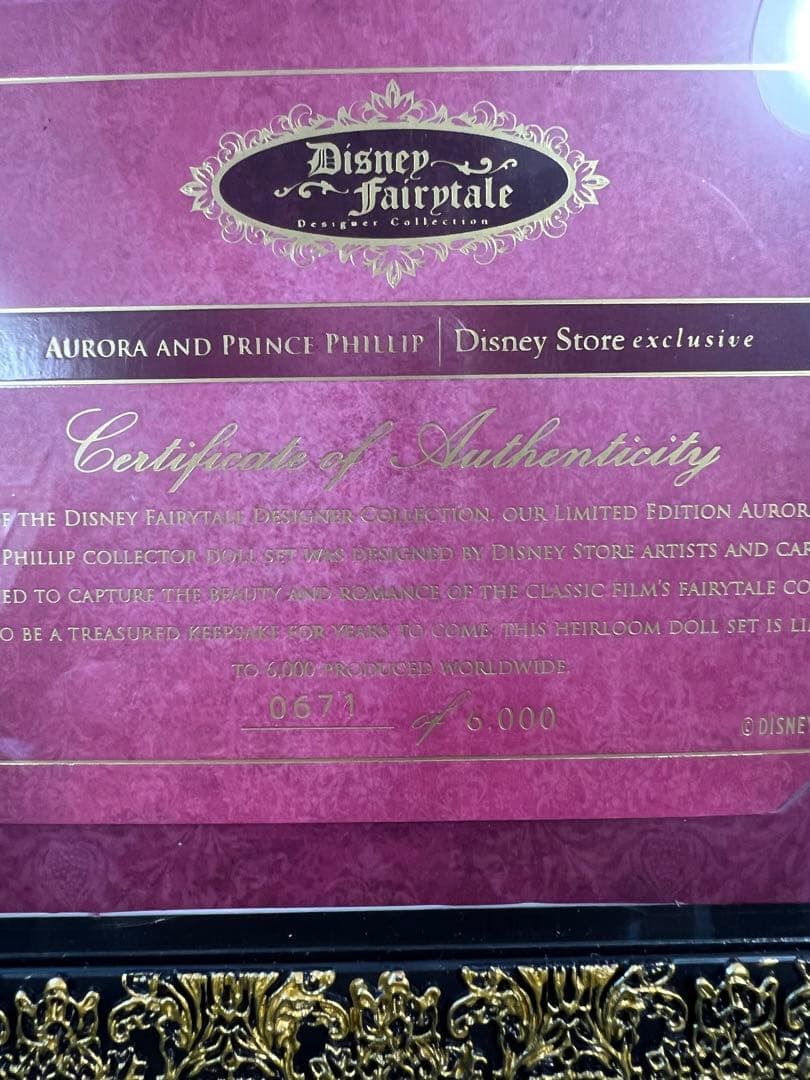 Disney
Fairytale
Designer Collection
AURORA AND PRINCE PHILLIP | Disney Store exclusive
Certificate of Authenticity
F THE DISNEY FAIRYTALE DESIGNER COLLECTION, OUR LIMITED EDITION AUROR
PHILLIP COLLECTOR DOLL SET WAS DESIGNED BY DISNEY STORE ARTISTS AND CAR
ED TO CAPTURE THE BEAUTY AND ROMANCE OF THE CLASSIC FILM'S FAIRYTALE CO
O BE A TREASURED KEEPSAKE FOR YEARS TO COME, THIS HEIRLOOM DOLL SET IS LI
TO 6,000 PRODUCED WORLDWIDE.
0671 of 6,000
© DISNEY